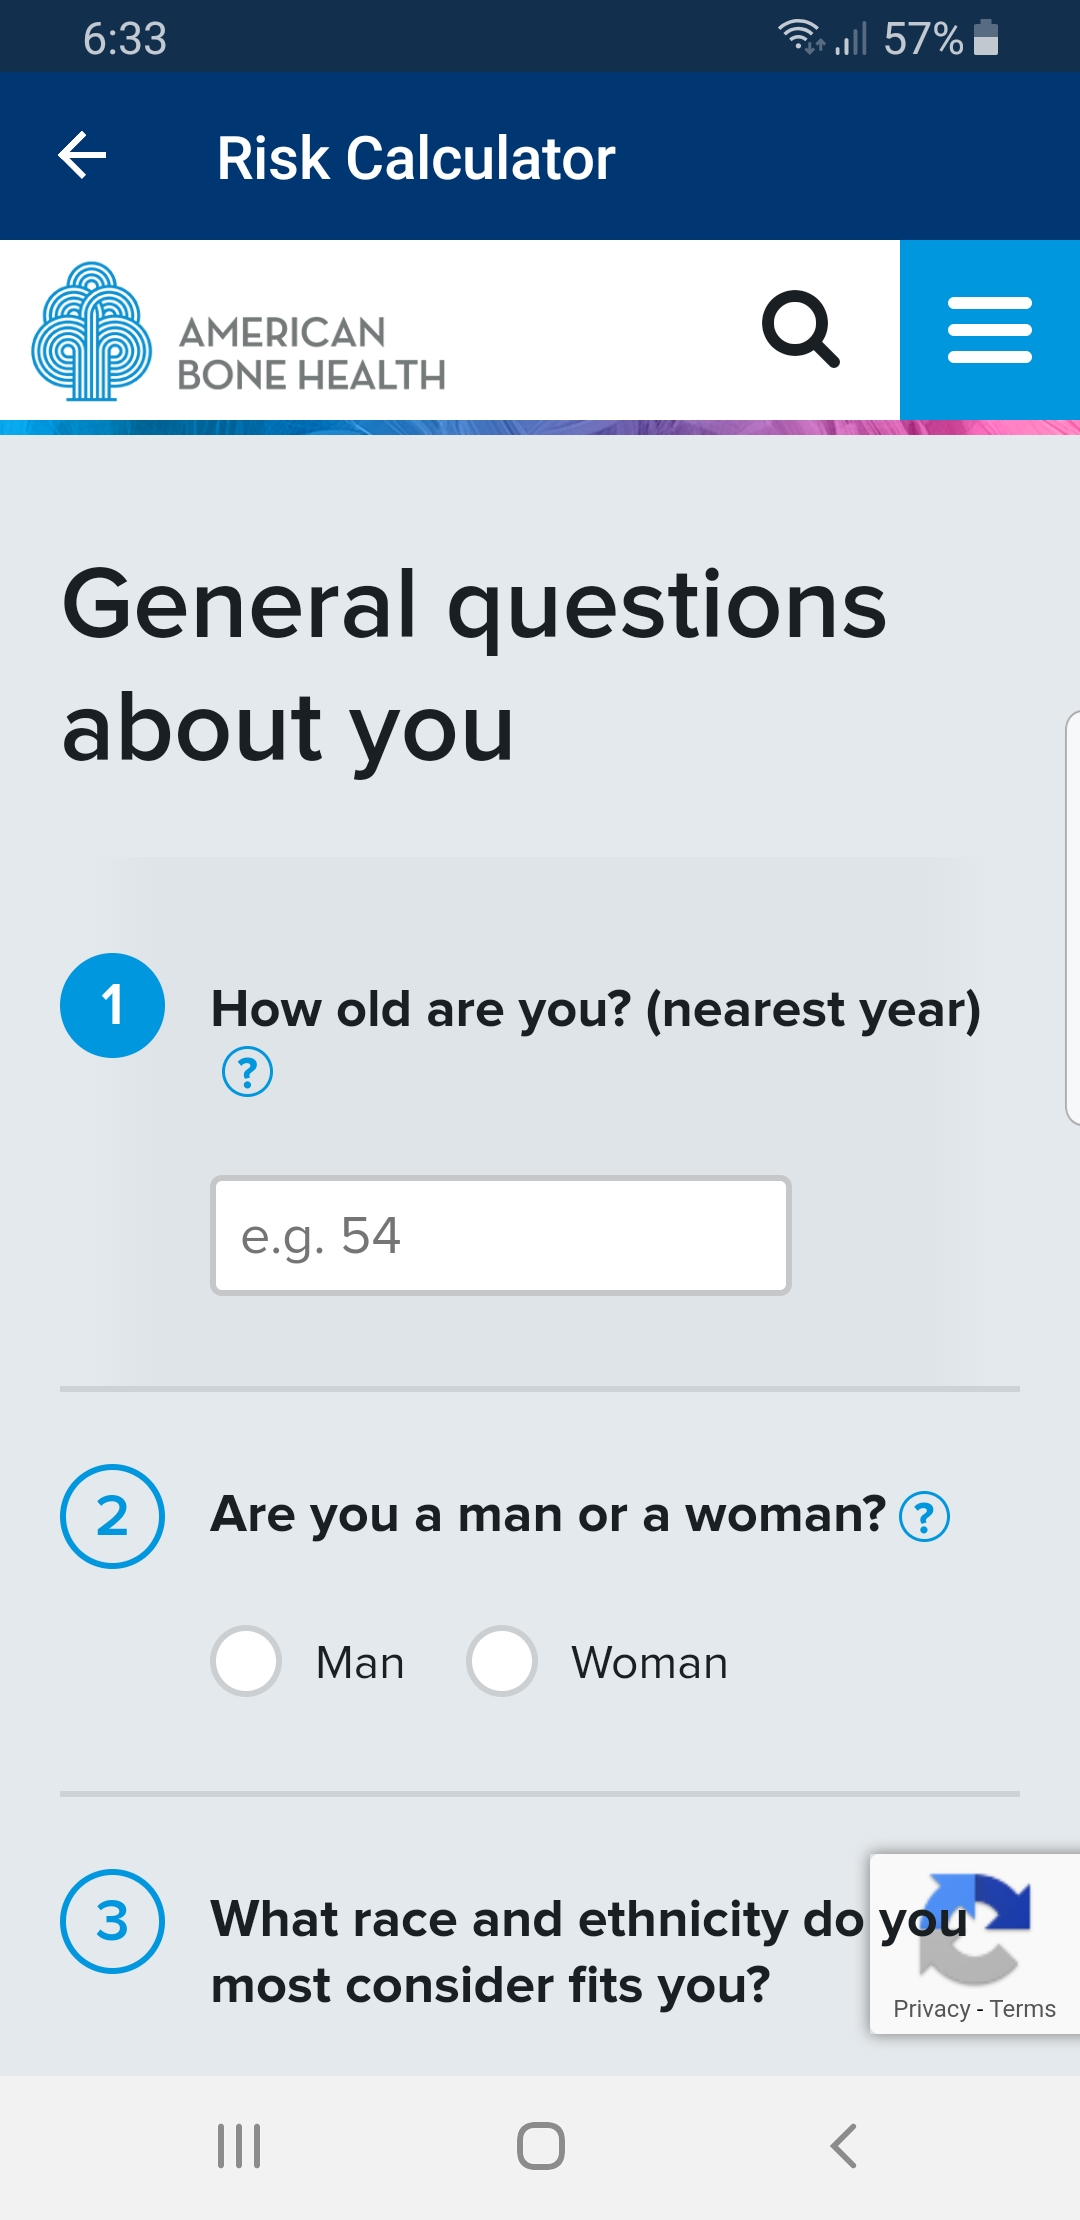 6:33
57%
Risk Calculator
AMERICAN
BONE HEALTH
General questions
about you
1
How old are you? (nearest year)
?
e.g. 54
2
Are you a man or a woman? ?
Man
Woman
3
What race and ethnicity do you
most consider fits you?
Privacy - Terms